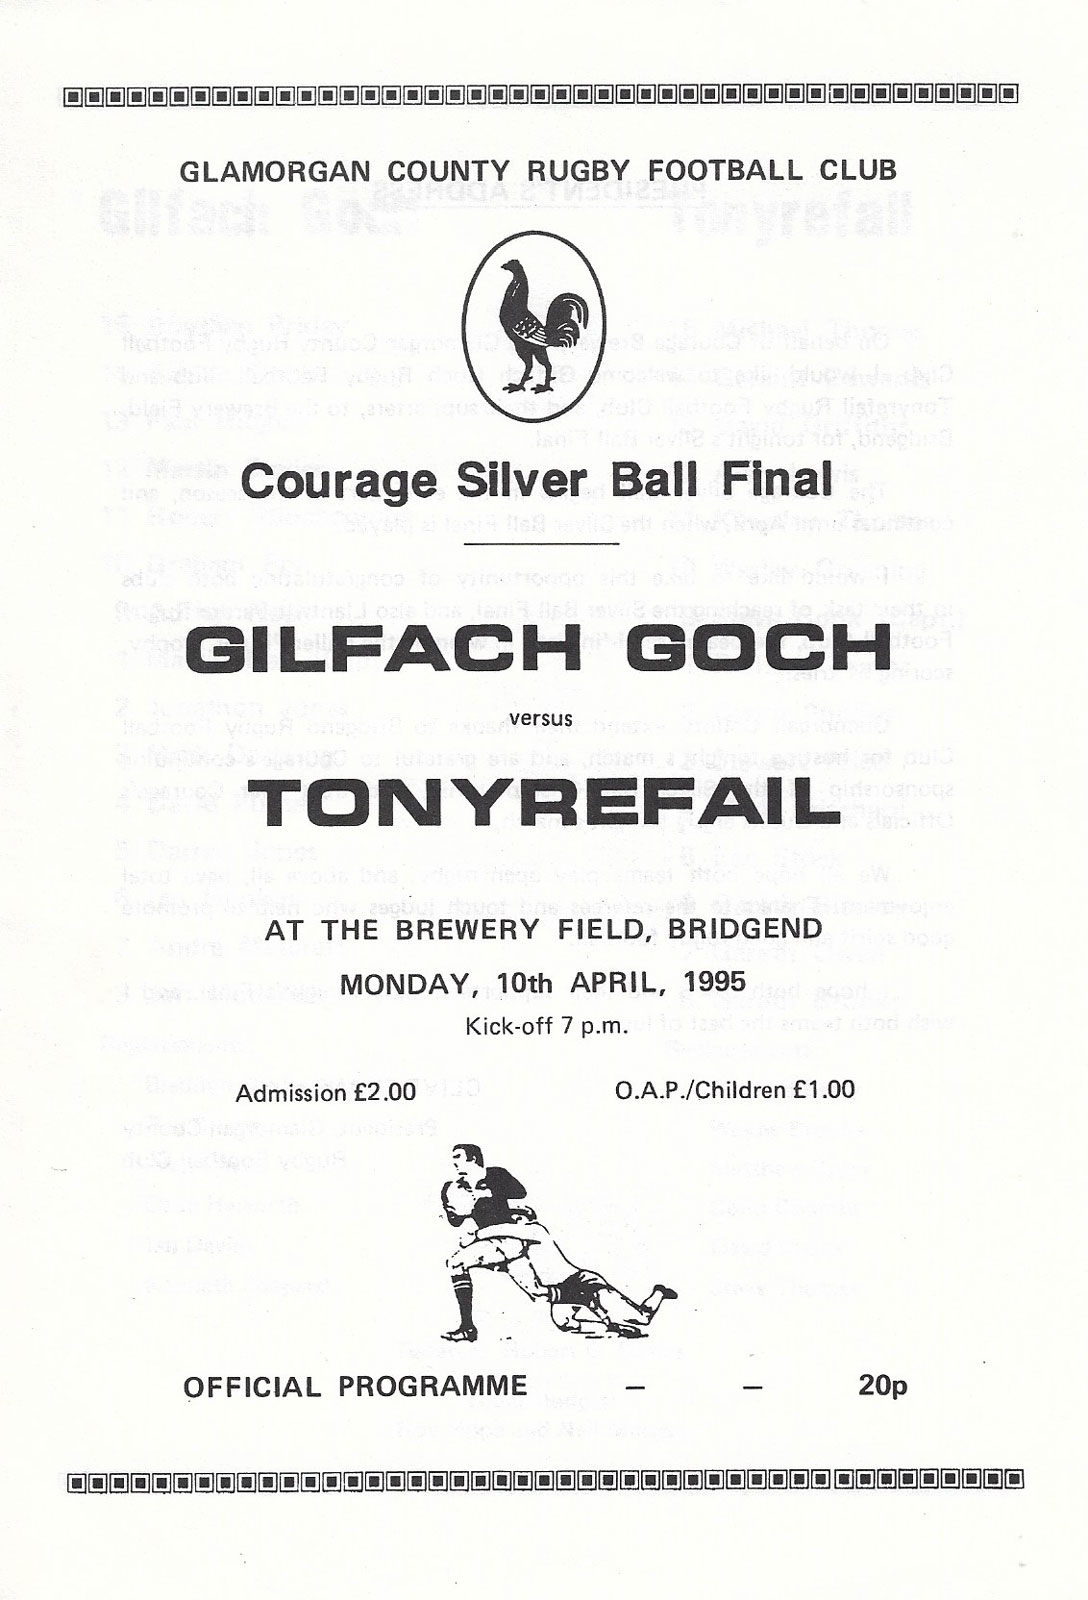 GLAMORGAN COUNTY RUGBY FOOTBALL CLUB
Courage Silver Ball Final
GILFACH GOCH
versus
TONYREFAIL
AT THE BREWERY FIELD, BRIDGEND
MONDAY, 10th APRIL, 1995
Kick-off 7 p.m.
Admission £2.00 O.A.P./Children £1.00
OFFICIAL PROGRAMME – – 20p